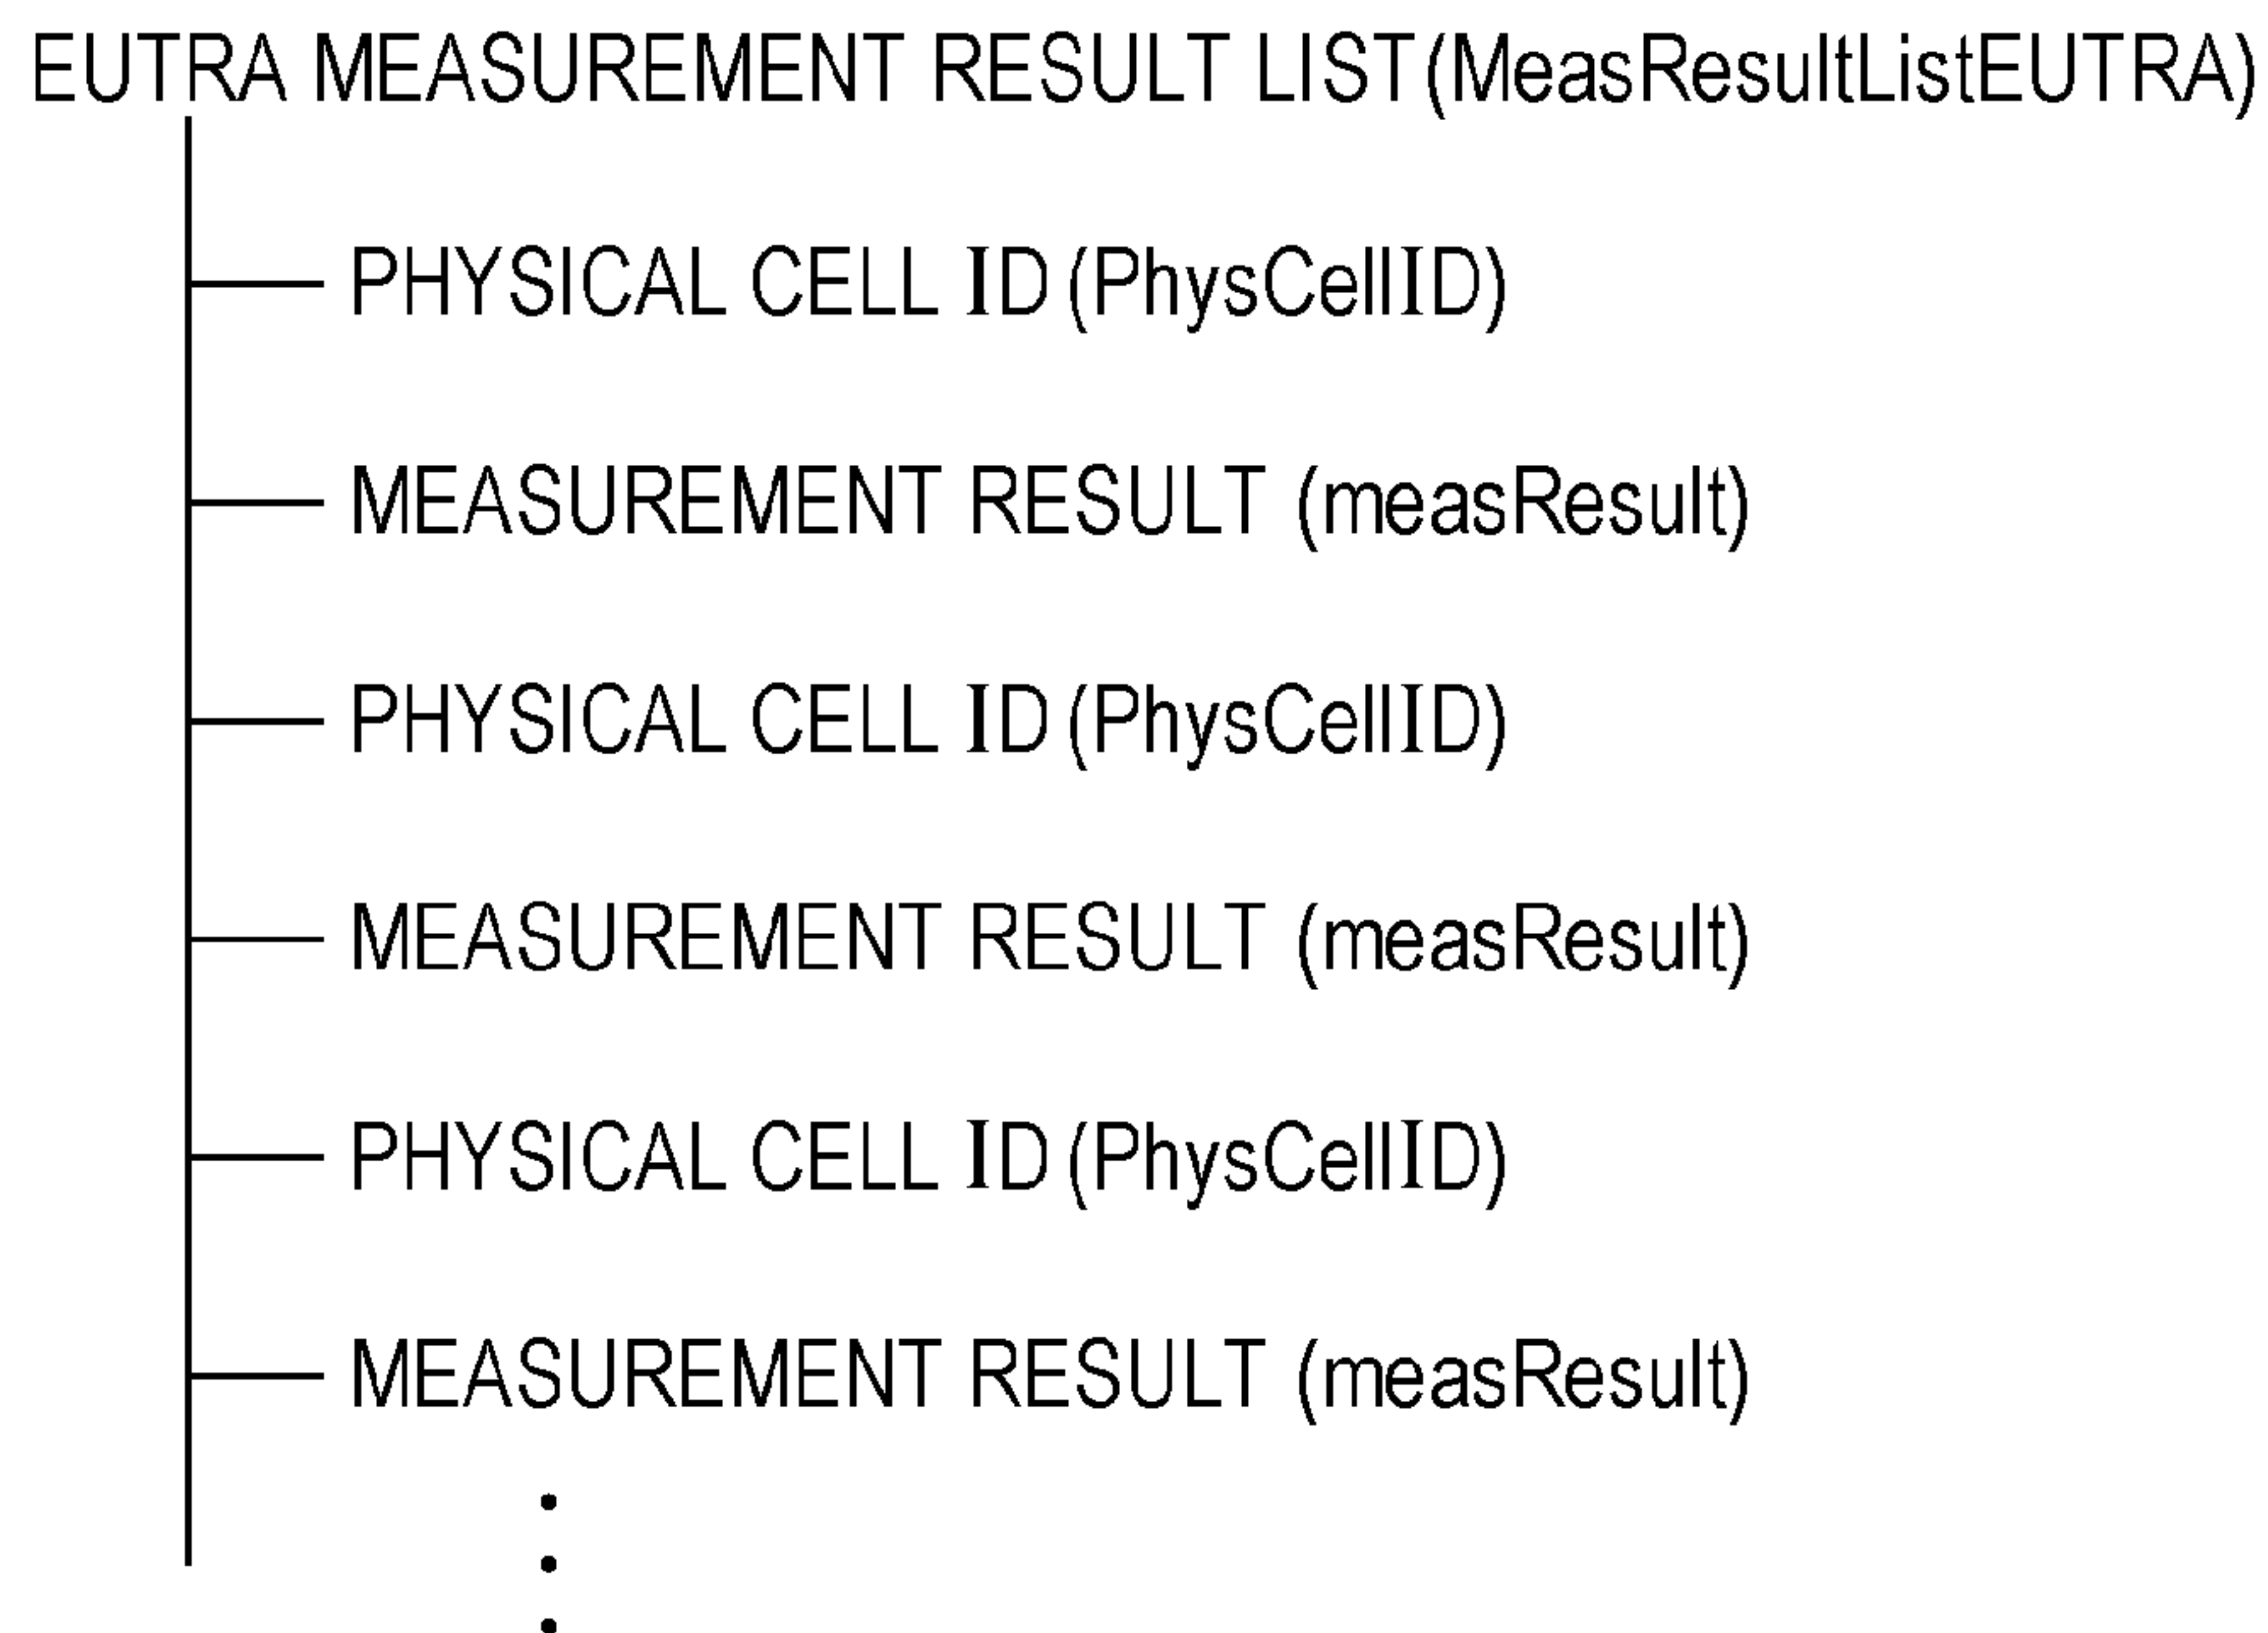 EUTRA MEASUREMENT RESULT LIST(MeasResultListEUTRA)
PHYSICAL CELL ID(PhysCellID)
MEASUREMENT RESULT (measResult)
PHYSICAL CELL ID(PhysCellID)
MEASUREMENT RESULT (measResult)
PHYSICAL CELL ID(PhysCellID)
MEASUREMENT RESULT (measResult)